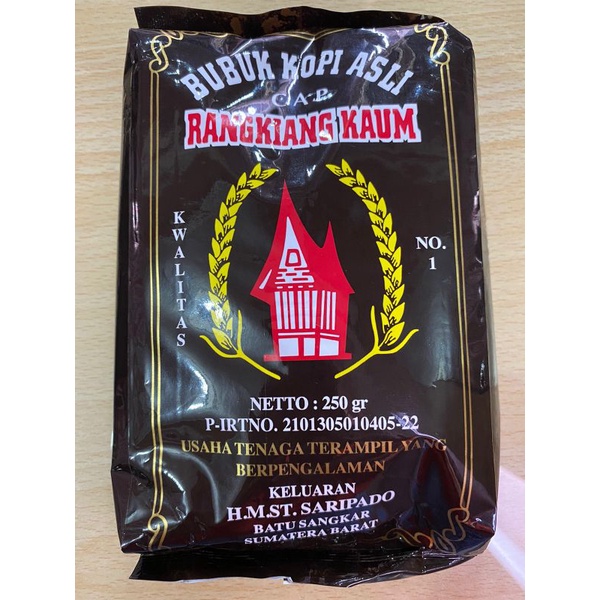 BUBUK KOPI ASLI
C.A.P
RANGKIANG KAUM
KWALITAS
NO.
1
NETTO : 250 gr
P-IRTNO. 2101305010405-22
USAHA TENAGA TERAMPIL YANG
BERPENGALAMAN
KELUARAN
H.M.ST. SARIPADO
BATU SANGKAR
SUMATERA BARAT